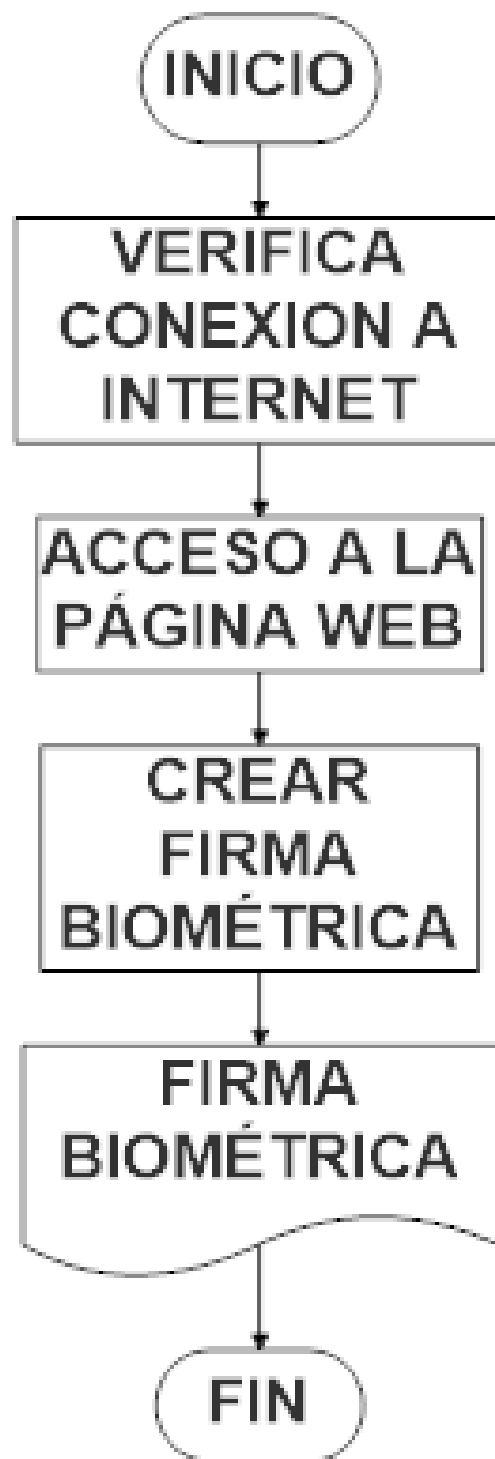 INICIO
VERIFICA
CONEXION A
INTERNET
ACCESO A LA
PÁGINA WEB
CREAR
FIRMA
BIOMÉTRICA
FIRMA
BIOMÉTRICA
FIN